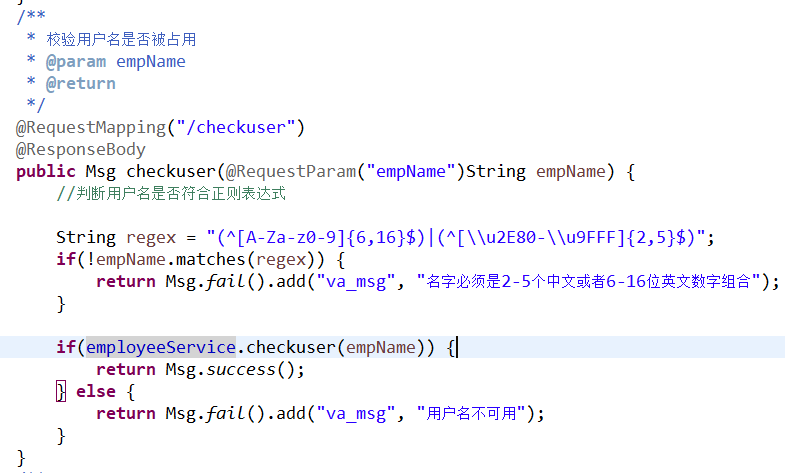 /**
 * 校验用户名是否被占用
 * @param empName
 * @return
 */
@RequestMapping("/checkuser")
@ResponseBody
public Msg checkuser(@RequestParam("empName")String empName) {
    //判断用户名是否符合正则表达式
    String regex = "(^[A-Za-z0-9]{6,16}$)|(^[\\u2E80-\\u9FFF]{2,5}$)";
    if(!empName.matches(regex)) {
        return Msg.fail().add("va_msg", "名字必须是2-5个中文或者6-16位英文数字组合");
    }
    if(employeeService.checkuser(empName)) {
        return Msg.success();
    } else {
        return Msg.fail().add("va_msg", "用户名不可用");
    }
}